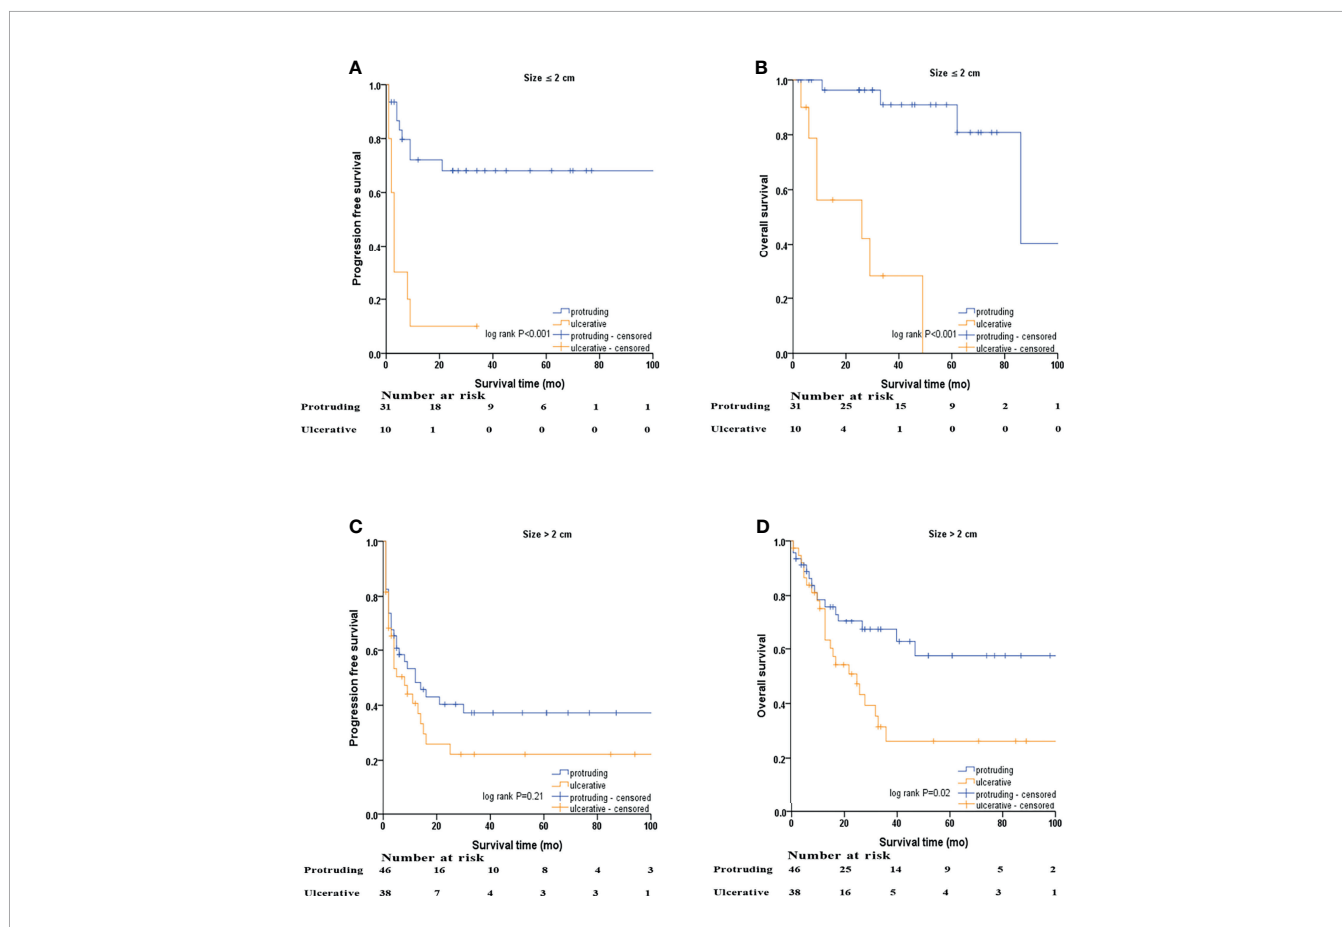 A
Size ≤ 2 cm
Progression free survival
1.0
0.8
0.6
0.4
0.2
0.0
protruding
ulcerative
log rank P<0.001
protruding - censored
ulcerative - censored
0 20 40 60 80 100
Survival time (mo)
Number ar risk
Protruding 31 18 9 6 1 1
Ulcerative 10 1 0 0 0 0
B
Size ≤ 2 cm
Overall survival
1.0
0.8
0.6
0.4
0.2
0.0
protruding
ulcerative
log rank P<0.001
protruding - censored
ulcerative - censored
0 20 40 60 80 100
Survival time (mo)
Number at risk
Protruding 31 25 15 9 2 1
Ulcerative 10 4 1 0 0 0
C
Size > 2 cm
Progression free survival
1.0
0.8
0.6
0.4
0.2
0.0
protruding
ulcerative
log rank P=0.21
protruding - censored
ulcerative - censored
0 20 40 60 80 100
Survival time (mo)
Number at risk
Protruding 46 16 10 8 4 3
Ulcerative 38 7 4 3 3 1
D
Size > 2 cm
Overall survival
1.0
0.8
0.6
0.4
0.2
0.0
protruding
ulcerative
log rank P=0.02
protruding - censored
ulcerative - censored
0 20 40 60 80 100
Survival time (mo)
Number at risk
Protruding 46 25 14 9 5 2
Ulcerative 38 16 5 4 3 1